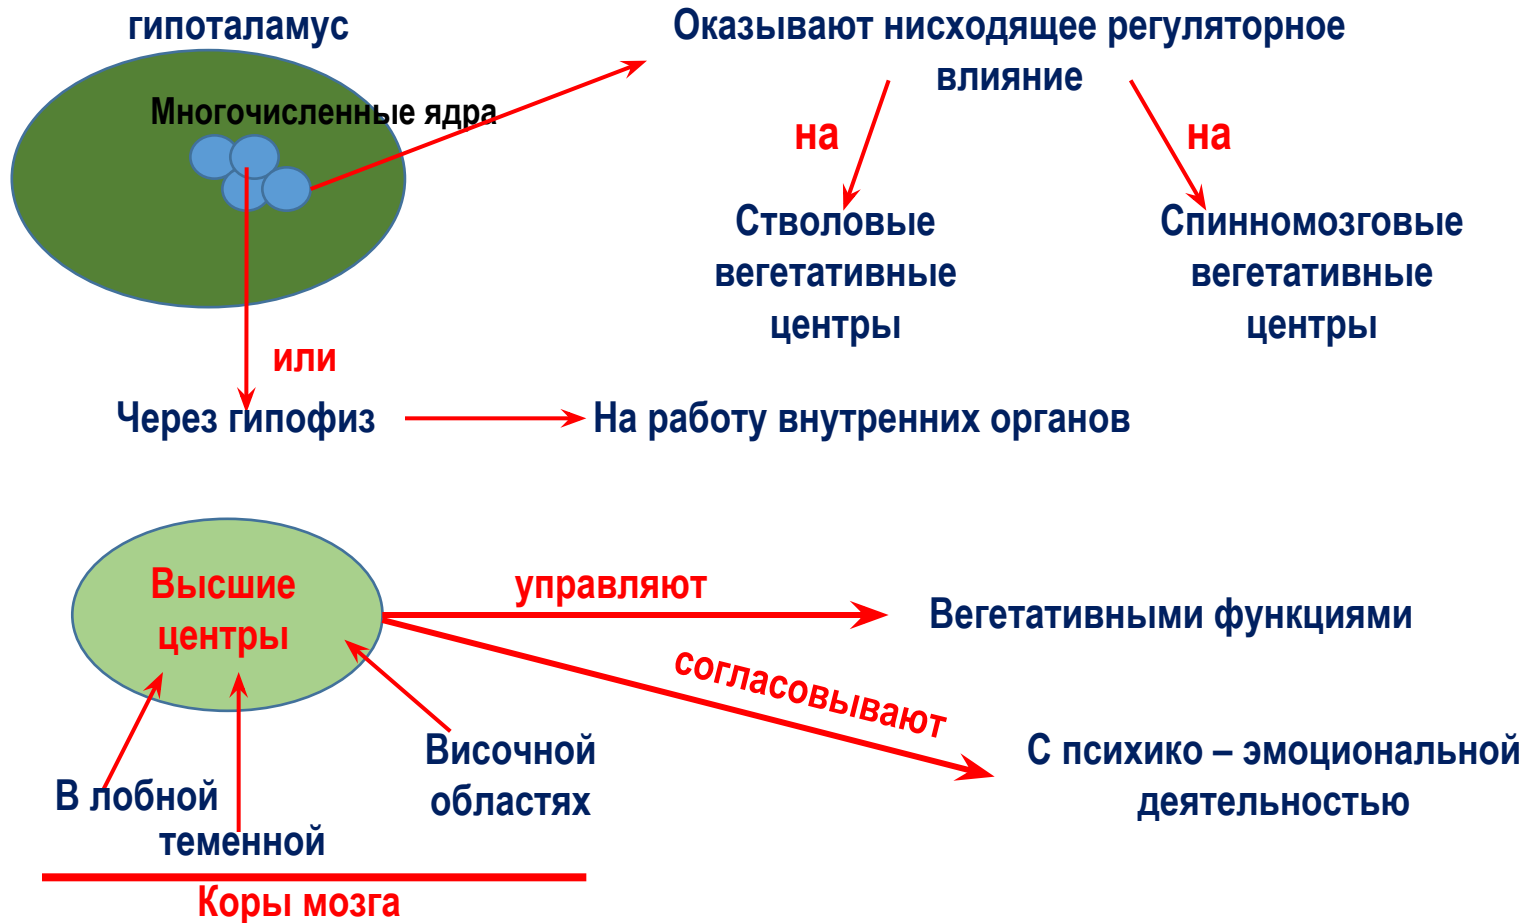 гипоталамус
Многочисленные ядра
Оказывают нисходящее регуляторное
влияние
на
на
Стволовые
вегетативные
центры
Спинномозговые
вегетативные
центры
или
Через гипофиз
На работу внутренних органов
Высшие
центры
управляют
Вегетативными функциями
согласовывают
С психико – эмоциональной
деятельностью
В лобной
теменной
Височной
областях
Коры мозга